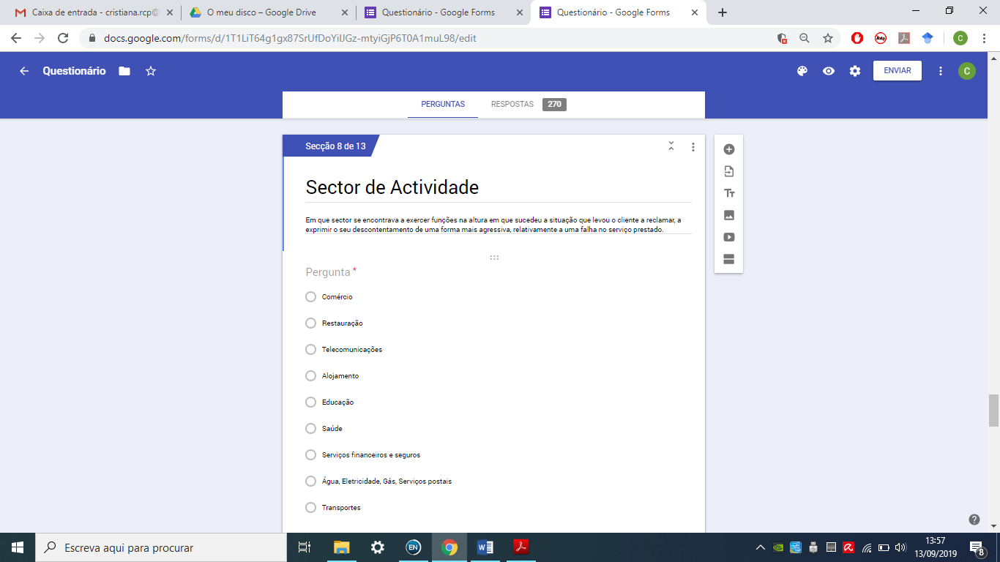 Caixa de entrada - cristiana.rcp@
O meu disco – Google Drive
Questionário - Google Forms
Questionário - Google Forms
docs.google.com/forms/d/1T1LiT64g1gx87SrUfDoYilJGz-mtyiGjP6T0A1muL98/edit
C
Questionário
ENVIAR
C
PERGUNTAS
RESPOSTAS 270
Secção 8 de 13
Sector de Actividade
Em que sector se encontrava a exercer funções na altura em que sucedeu a situação que levou o cliente a reclamar, a
exprimir o seu descontentamento de uma forma mais agressiva, relativamente a uma falha no serviço prestado.
Pergunta *
Comércio
Restauração
Telecomunicações
Alojamento
Educação
Saúde
Serviços financeiros e seguros
Água, Eletricidade, Gás, Serviços postais
Transportes
Escreva aqui para procurar
EN
13:57
13/09/2019
8